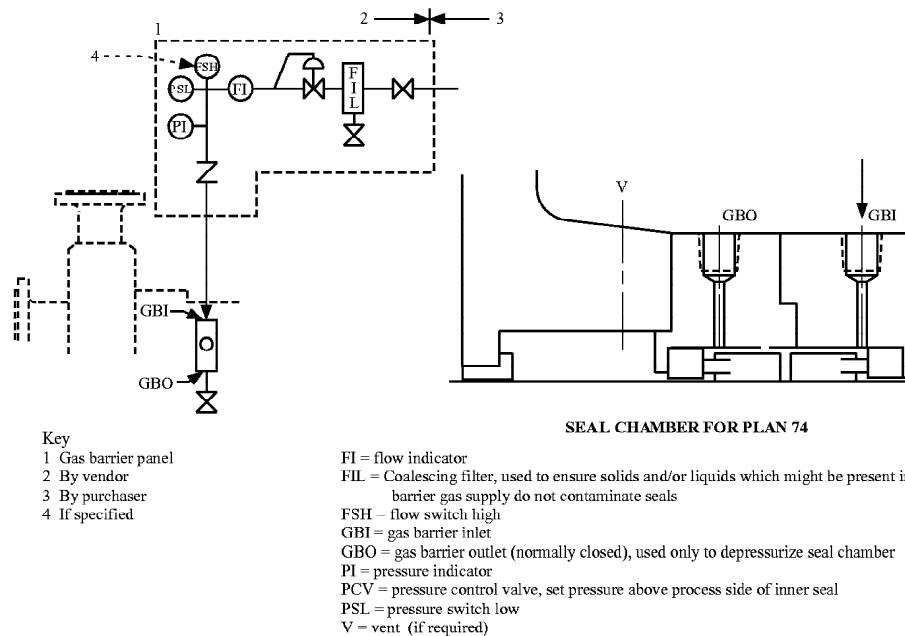 1
2
3
4
FSH
PSL
FI
FIL
PI
GBI
GBO
V
GBO
GBI
SEAL CHAMBER FOR PLAN 74
Key
1 Gas barrier panel
2 By vendor
3 By purchaser
4 If specified
FI = flow indicator
FIL = Coalescing filter, used to ensure solids and/or liquids which might be present i
barrier gas supply do not contaminate seals
FSH – flow switch high
GBI = gas barrier inlet
GBO = gas barrier outlet (normally closed), used only to depressurize seal chamber
PI = pressure indicator
PCV = pressure control valve, set pressure above process side of inner seal
PSL = pressure switch low
V = vent (if required)